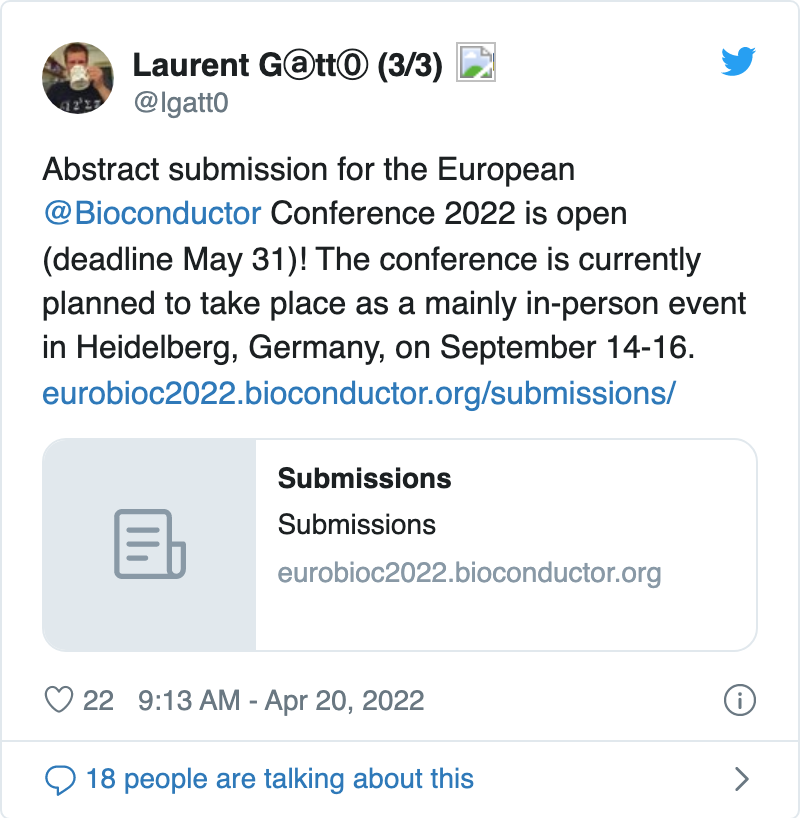 Laurent Gⓐtt⓪ (3/3)
@lgatt0
Abstract submission for the European
@Bioconductor Conference 2022 is open
(deadline May 31)! The conference is currently
planned to take place as a mainly in-person event
in Heidelberg, Germany, on September 14-16.
eurobioc2022.bioconductor.org/submissions/
Submissions
Submissions
eurobioc2022.bioconductor.org
22 9:13 AM - Apr 20, 2022
18 people are talking about this